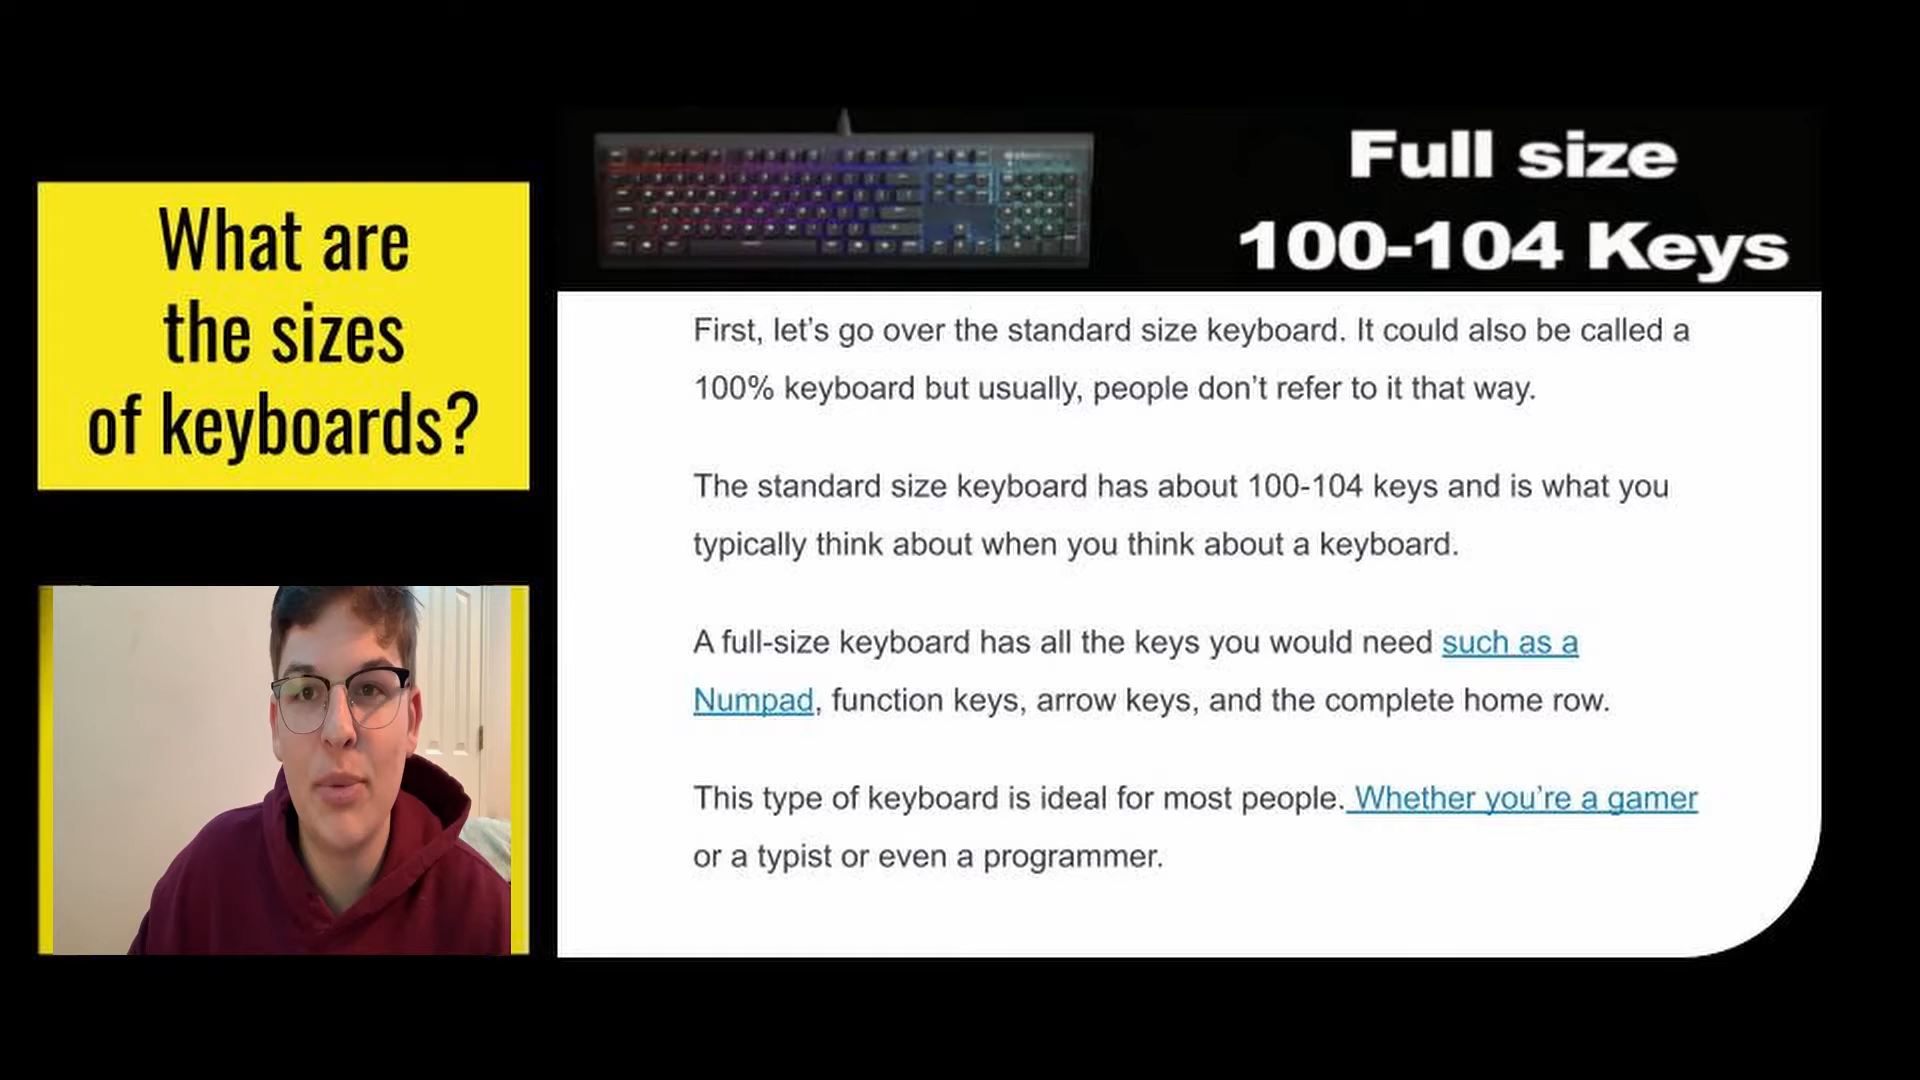 What are
the sizes
of keyboards?
Full size
100-104 Keys
First, let’s go over the standard size keyboard. It could also be called a
100% keyboard but usually, people don’t refer to it that way.
The standard size keyboard has about 100-104 keys and is what you
typically think about when you think about a keyboard.
A full-size keyboard has all the keys you would need such as a
Numpad, function keys, arrow keys, and the complete home row.
This type of keyboard is ideal for most people. Whether you’re a gamer
or a typist or even a programmer.